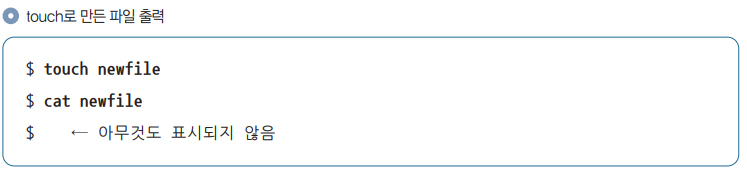 touch로 만든 파일 출력
$ touch newfile
$ cat newfile
$ ← 아무것도 표시되지 않음